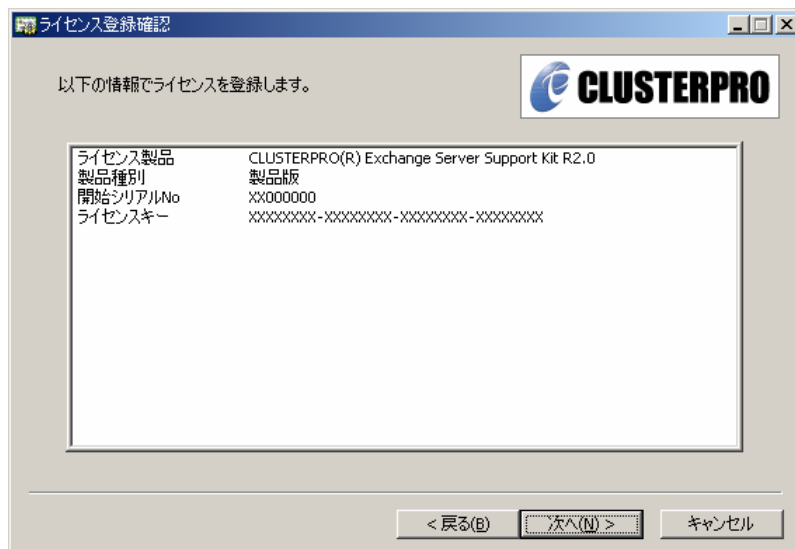 ライセンス登録確認
以下の情報でライセンスを登録します。
CLUSTERPRO
ライセンス製品 CLUSTERPRO(R) Exchange Server Support Kit R2.0
製品種別 製品版
開始シリアルNo XX000000
ライセンスキー XXXXXXXX-XXXXXXXX-XXXXXXXX-XXXXXXXX
< 戻る(B)
次へ(N) >
キャンセル